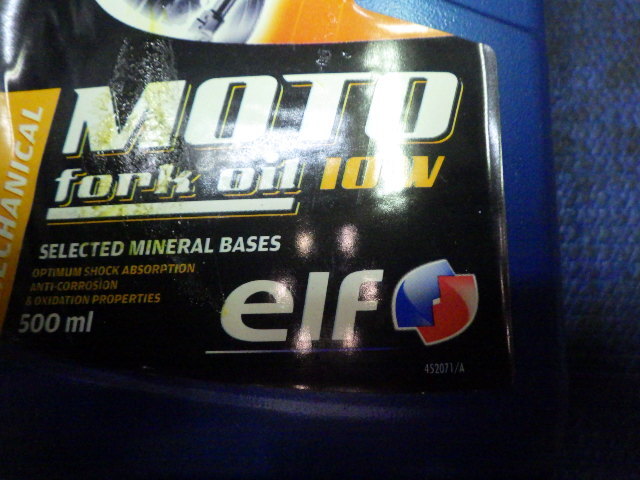 MOTO
fork oil 10W
MECHANICAL
SELECTED MINERAL BASES
OPTIMUM SHOCK ABSORPTION
ANTI-CORROSION
& OXIDATION PROPERTIES
500 ml
elf
452071/A